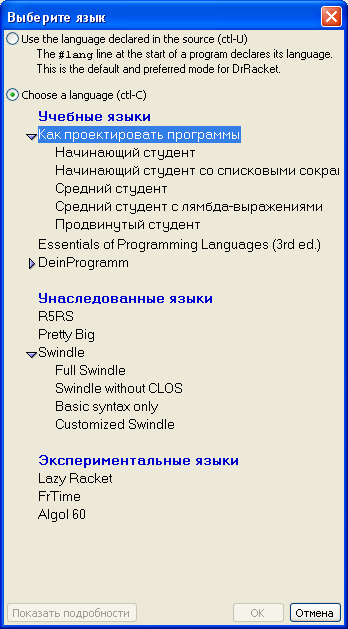 Выберите язык
Use the language declared in the source (ctl-U)
The #lang line at the start of a program declares its language.
This is the default and preferred mode for DrRacket.
Choose a language (ctl-C)
Учебные языки
Как проектировать программы
Начинающий студент
Начинающий студент со списковыми сокращ
Средний студент
Средний студент с лямбда-выражениями
Продвинутый студент
Essentials of Programming Languages (3rd ed.)
DeinProgramm
Унаследованные языки
R5RS
Pretty Big
Swindle
Full Swindle
Swindle without CLOS
Basic syntax only
Customized Swindle
Экспериментальные языки
Lazy Racket
FrTime
Algol 60
Показать подробности
OK
Отмена